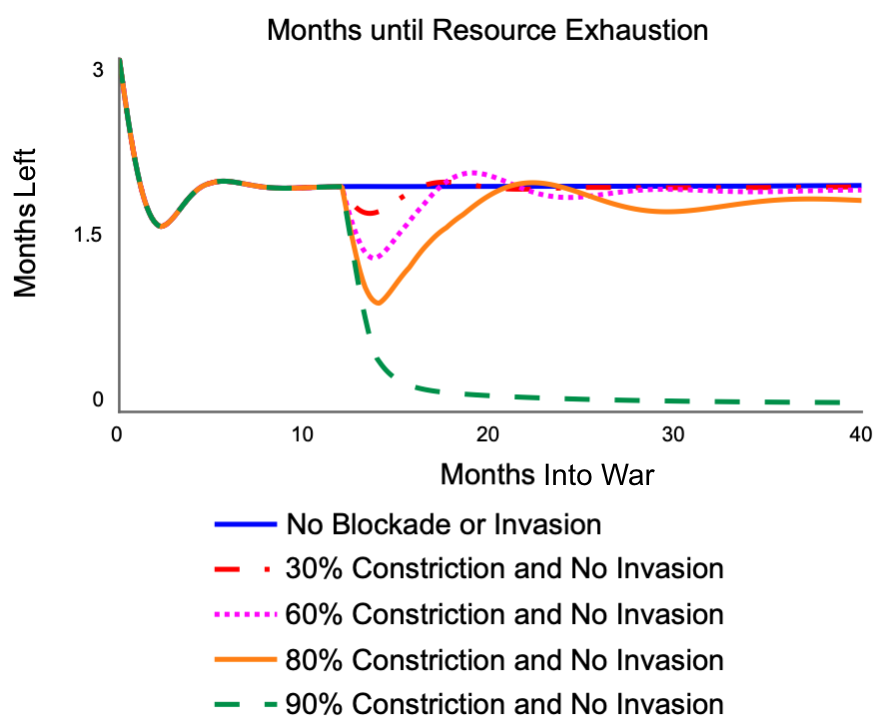 Months until Resource Exhaustion
3
1.5
0
Months Left
0 10 20 30 40
Months Into War
No Blockade or Invasion
30% Constriction and No Invasion
60% Constriction and No Invasion
80% Constriction and No Invasion
90% Constriction and No Invasion